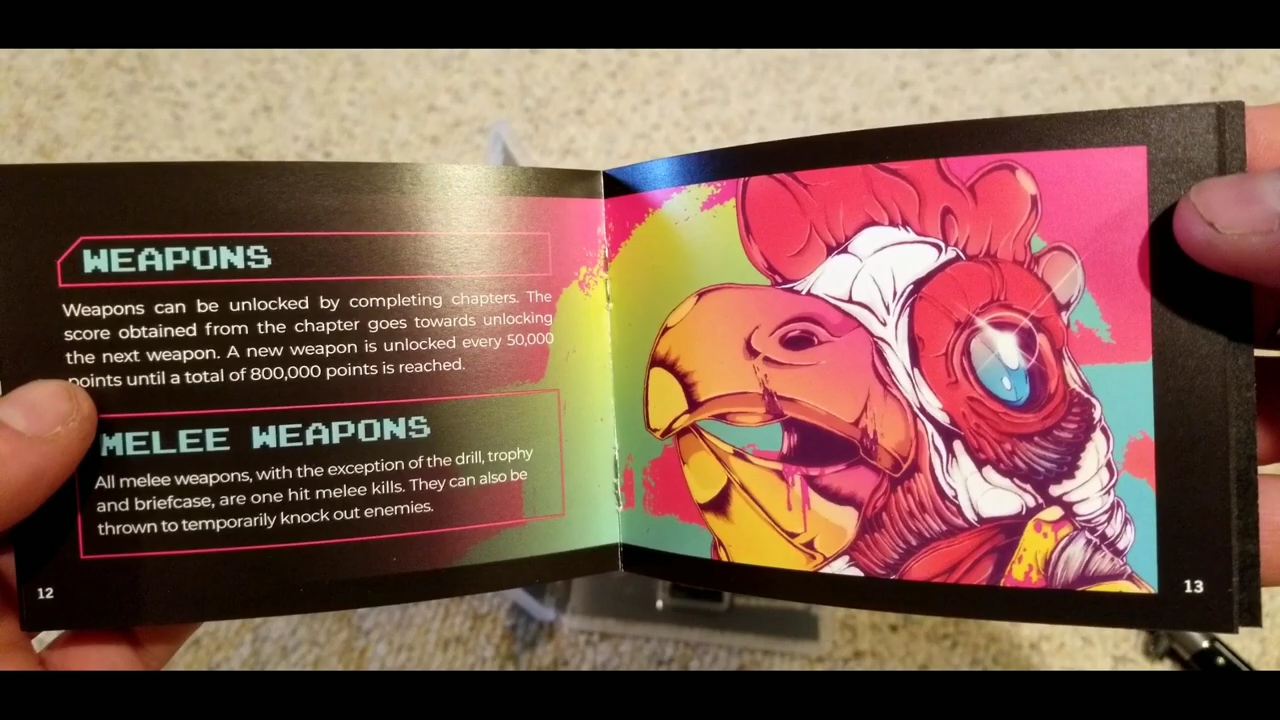 WEAPONS
Weapons can be unlocked by completing chapters. The
score obtained from the chapter goes towards unlocking
the next weapon. A new weapon is unlocked every 50,000
points until a total of 800,000 points is reached.
MELEE WEAPONS
All melee weapons, with the exception of the drill, trophy
and briefcase, are one hit melee kills. They can also be
thrown to temporarily knock out enemies.
12
13